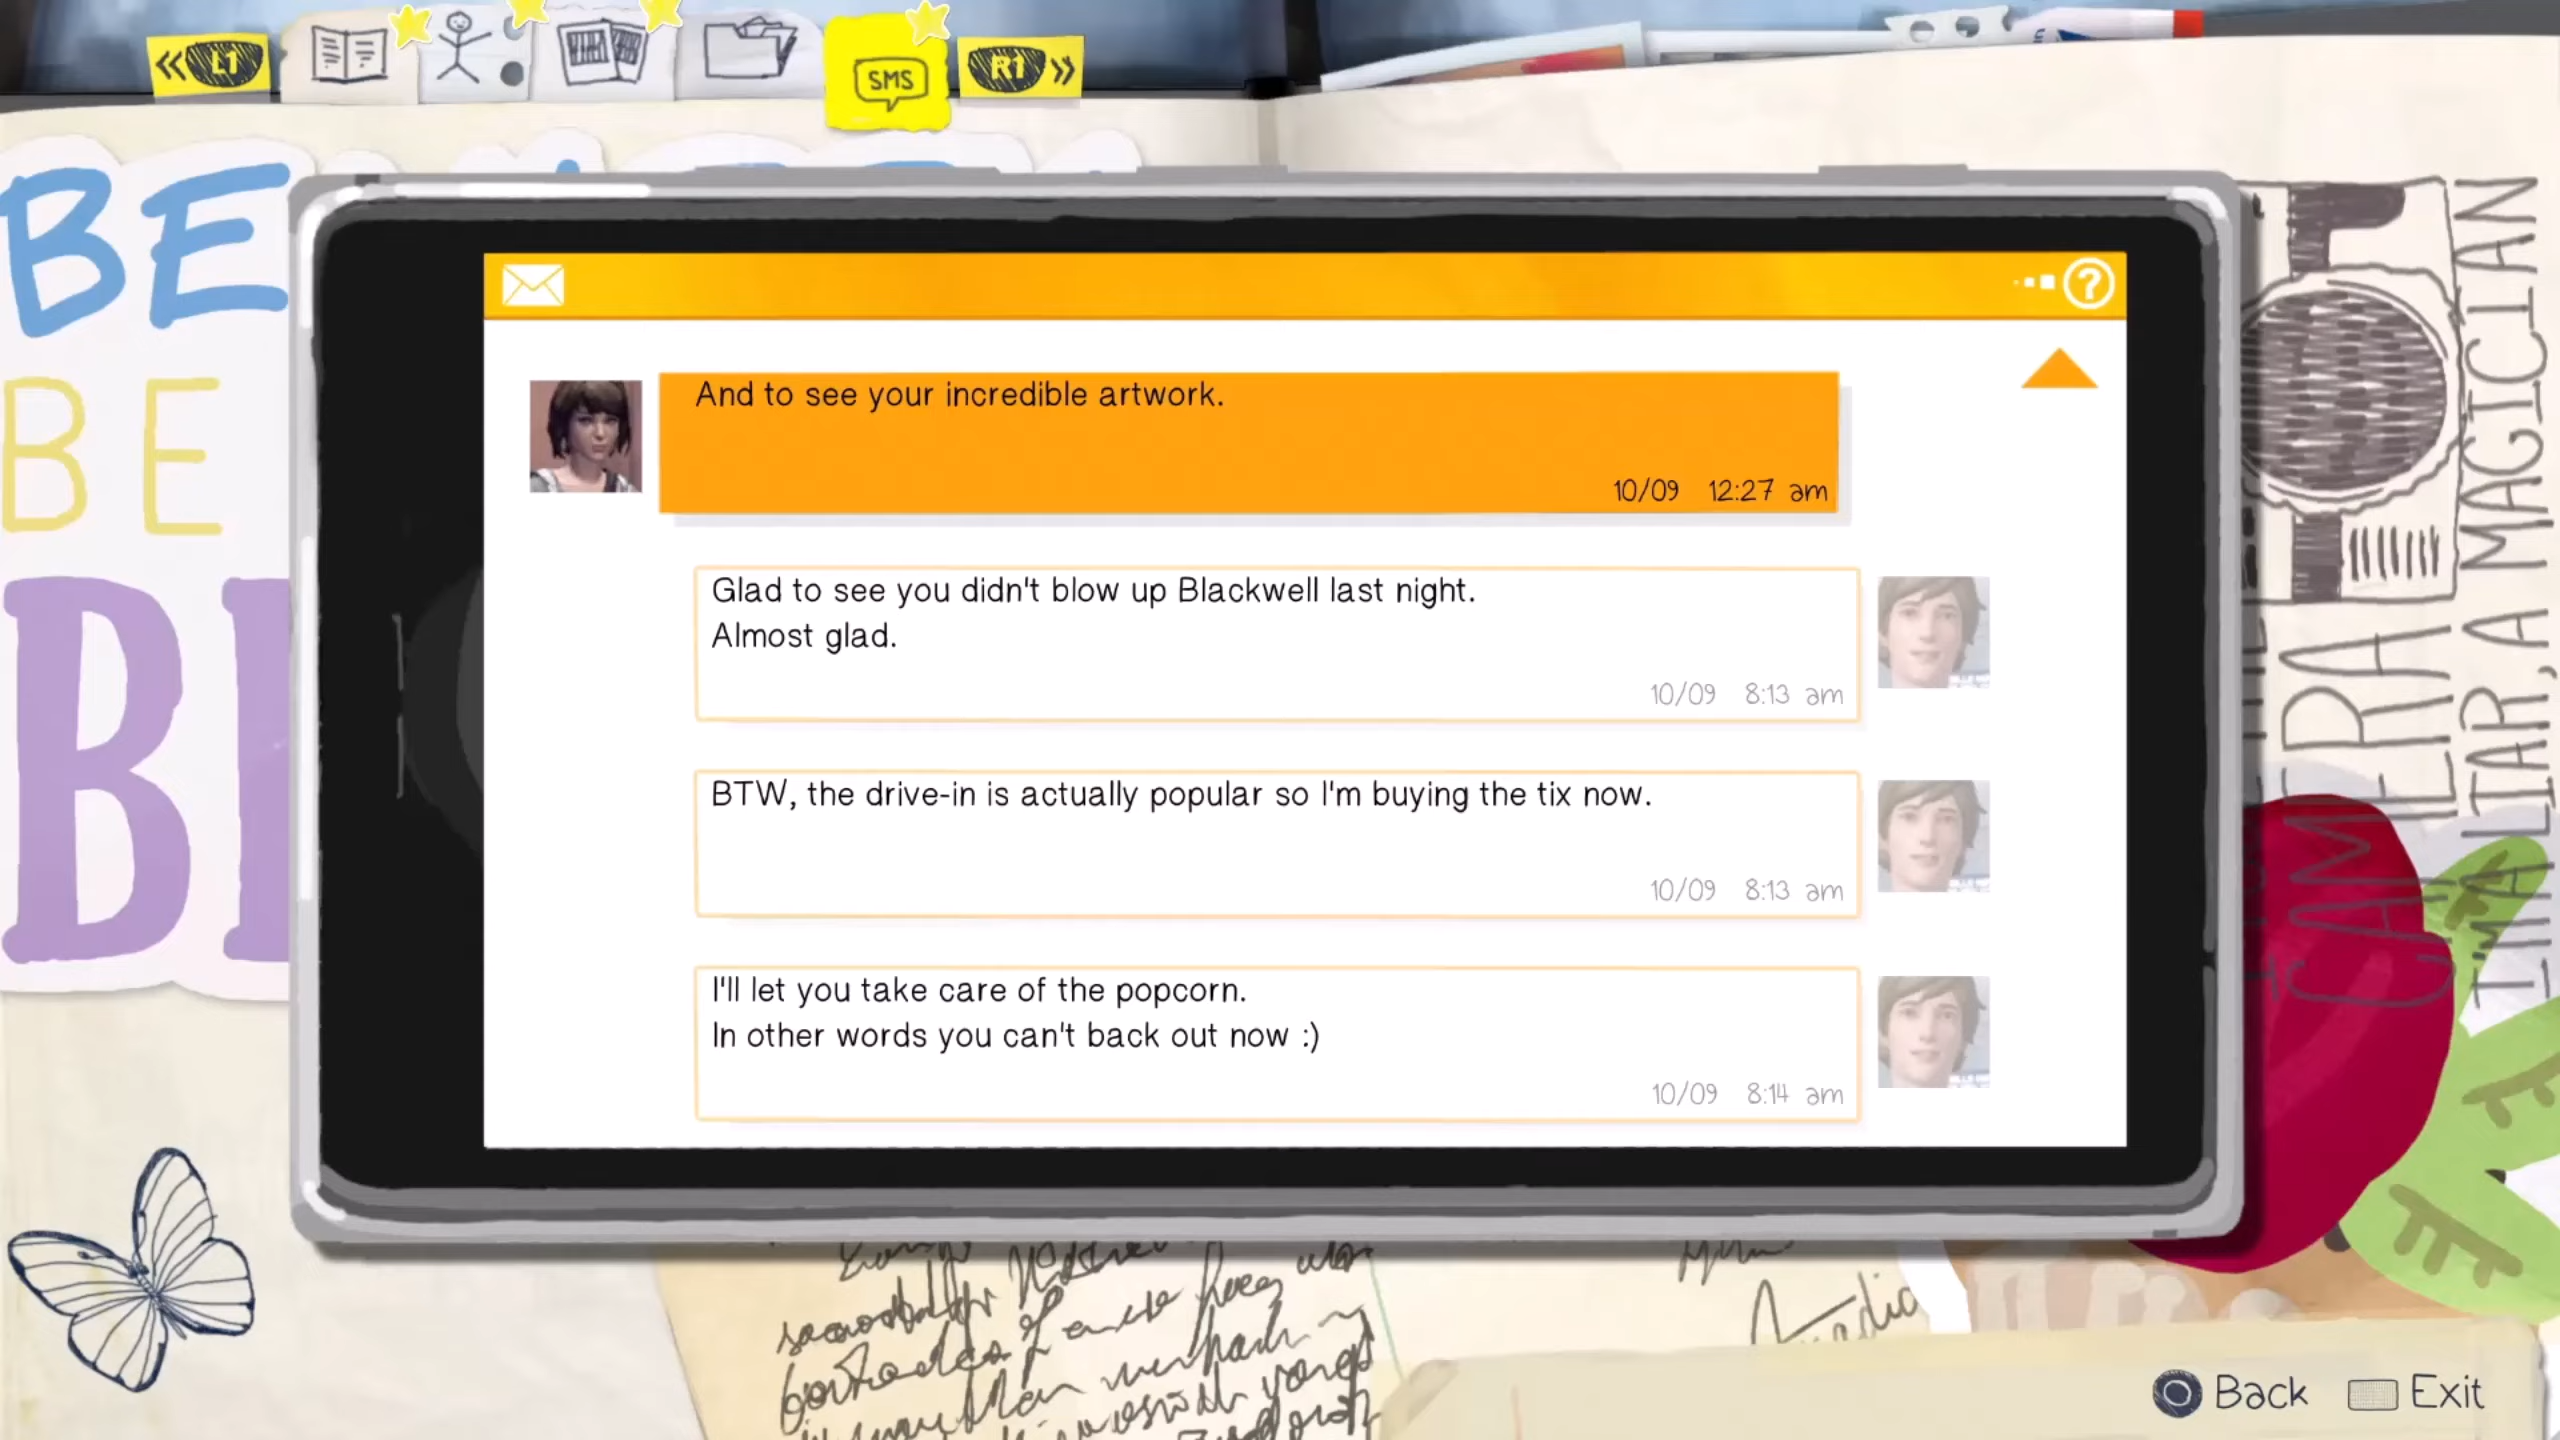 L1
SMS
R1
BE
BE
?
And to see your incredible artwork.
10/09 12:27 am
Glad to see you didn't blow up Blackwell last night.
Almost glad.
10/09 8:13 am
BTW, the drive-in is actually popular so I'm buying the tix now.
10/09 8:13 am
I'll let you take care of the popcorn.
In other words you can't back out now :)
10/09 8:14 am
CAMERA
I'M A LIAR, A MAGICIAN
Back
Exit